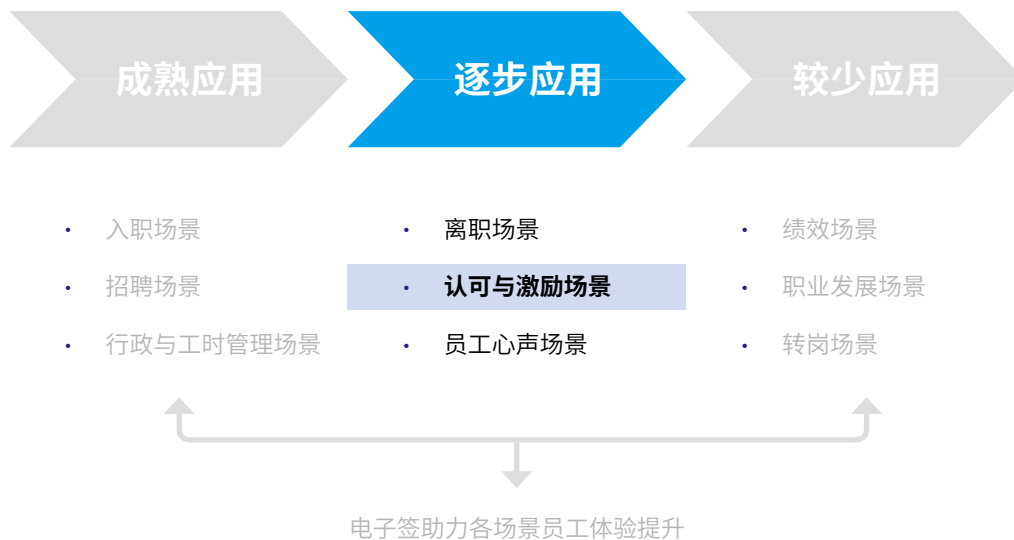 成熟应用
逐步应用
较少应用
• 入职场景
• 招聘场景
• 行政与工时管理场景
• 离职场景
• 认可与激励场景
• 员工心声场景
• 绩效场景
• 职业发展场景
• 转岗场景
电子签助力各场景员工体验提升